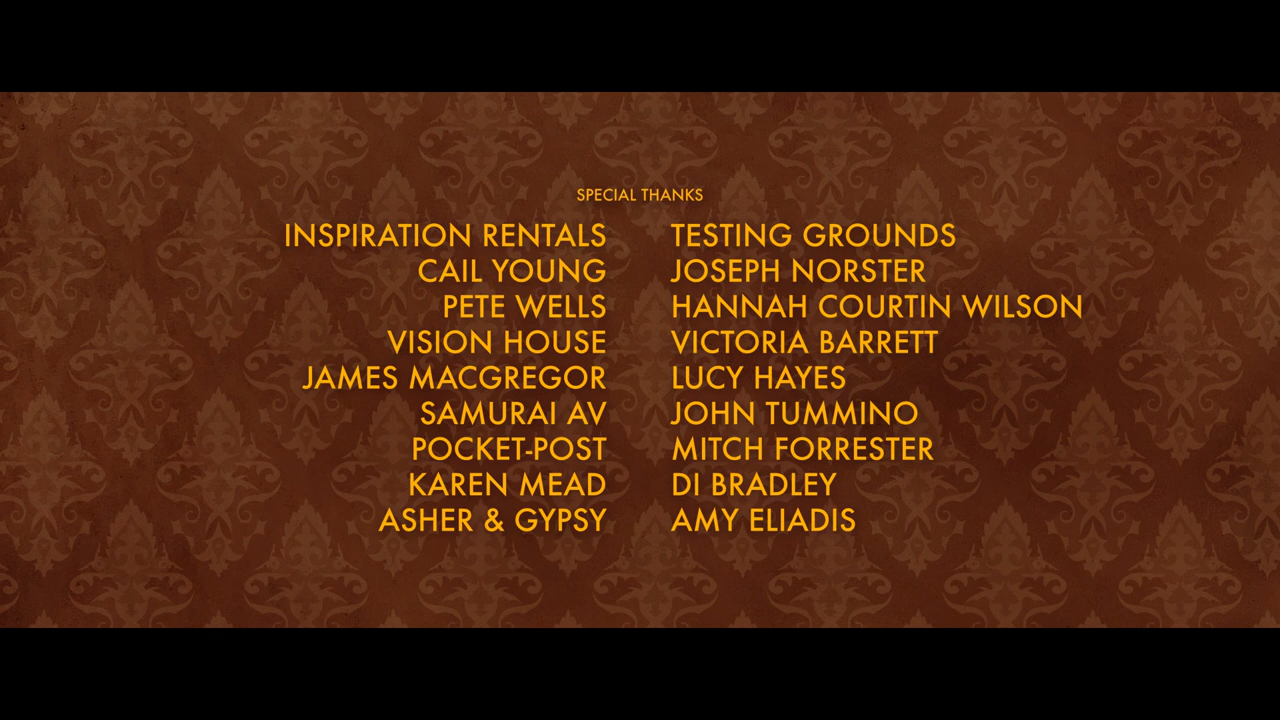 SPECIAL THANKS
INSPIRATION RENTALS
CAIL YOUNG
PETE WELLS
VISION HOUSE
JAMES MACGREGOR
SAMURAI AV
POCKET-POST
KAREN MEAD
ASHER & GYPSY
TESTING GROUNDS
JOSEPH NORSTER
HANNAH COURTIN WILSON
VICTORIA BARRETT
LUCY HAYES
JOHN TUMMINO
MITCH FORRESTER
DI BRADLEY
AMY ELIADIS